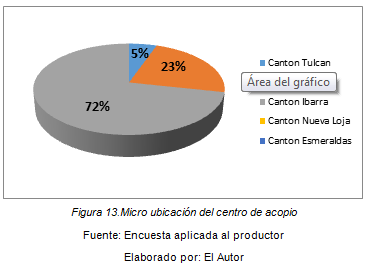 5%
23%
72%
Canton Tulcan
Área del gráfico
Canton Ibarra
Canton Nueva Loja
Canton Esmeraldas
Figura 13.Micro ubicación del centro de acopio
Fuente: Encuesta aplicada al productor
Elaborado por: El Autor